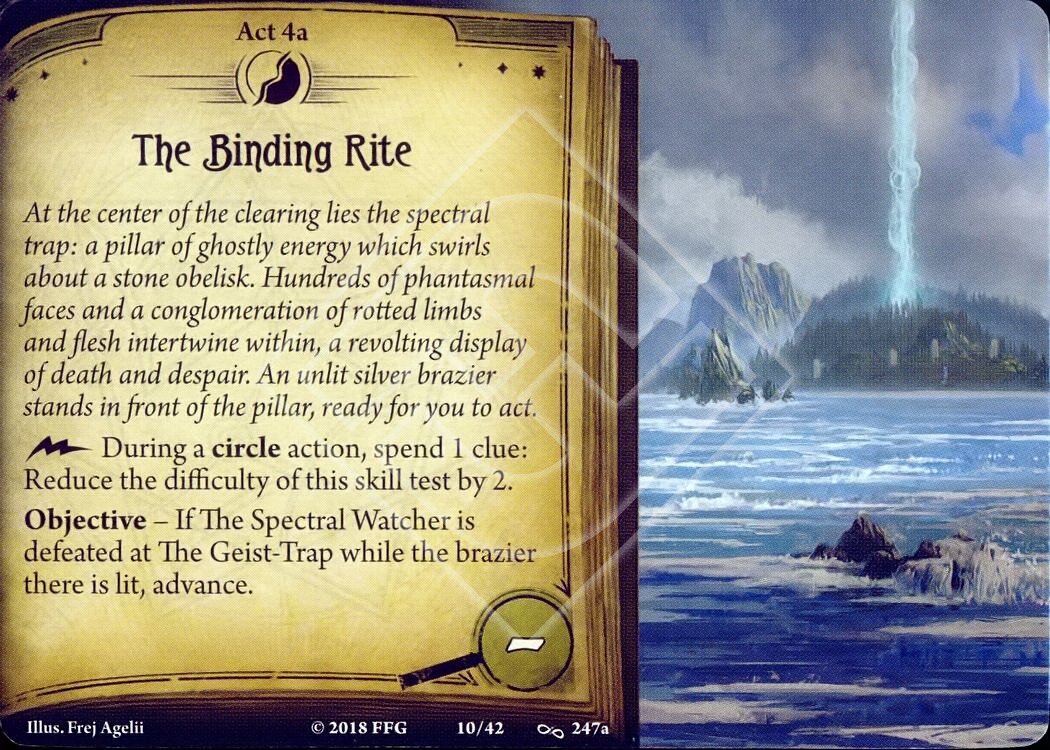 Act 4a
The Binding Rite
At the center of the clearing lies the spectral
trap: a pillar of ghostly energy which swirls
about a stone obelisk. Hundreds of phantasmal
faces and a conglomeration of rotted limbs
and flesh intertwine within, a revolting display
of death and despair. An unlit silver brazier
stands in front of the pillar, ready for you to act.
During a circle action, spend 1 clue:
Reduce the difficulty of this skill test by 2.
Objective – If The Spectral Watcher is
defeated at The Geist-Trap while the brazier
there is lit, advance.
–
Illus. Frej Agelii © 2018 FFG 10/42 247a